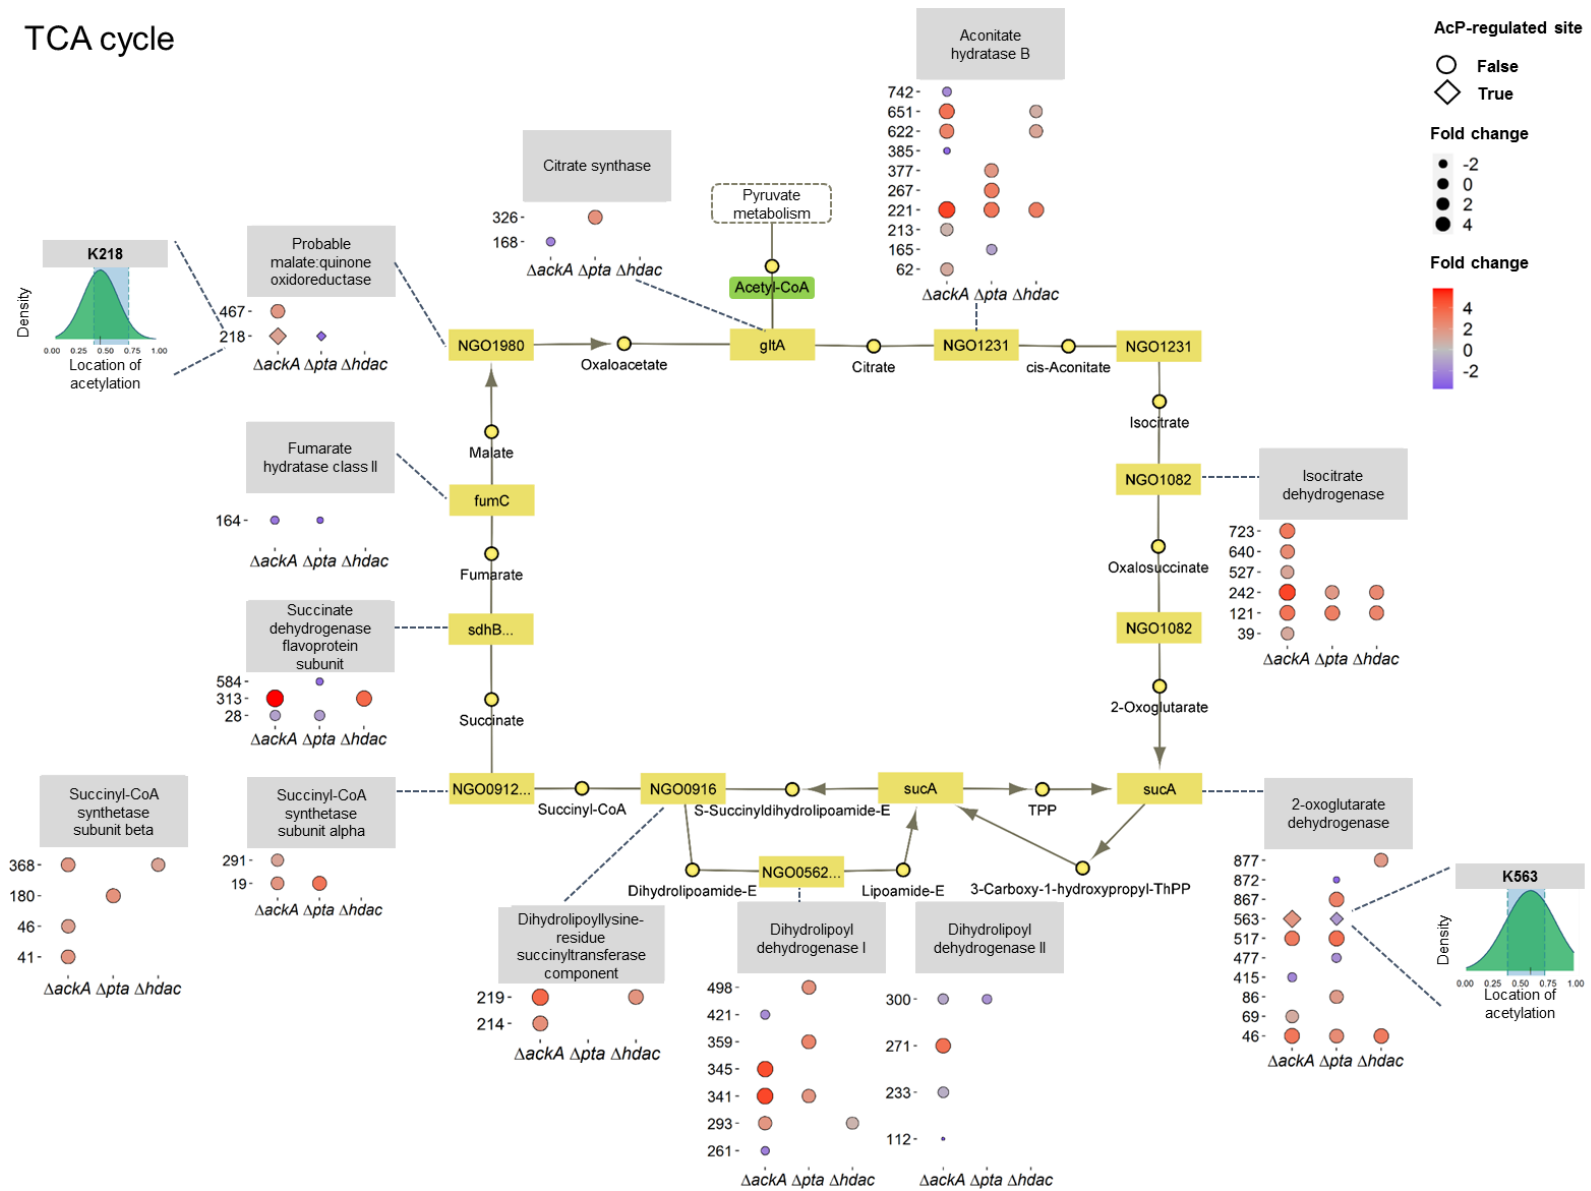 TCA cycle
Aconitate
hydratase B
742
651
622
385
377
267
221
213
165
62
ΔackA Δpta Δhdac
AcP-regulated site
False
True
Fold change
-2
0
2
4
Fold change
4
2
0
-2
Citrate synthase
326
168
ΔackA Δpta Δhdac
Pyruvate
metabolism
Acetyl-CoA
K218
Density
0.00 0.25 0.50 0.75 1.00
Location of
acetylation
Probable
malate:quinone
oxidoreductase
467
218
ΔackA Δpta Δhdac
NGO1980
Oxaloacetate
gltA
Citrate
NGO1231
cis-Aconitate
NGO1231
Isocitrate
Malate
Fumarate
hydratase class II
164
ΔackA Δpta Δhdac
fumC
Fumarate
NGO1082
Isocitrate
dehydrogenase
723
640
527
242
121
39
ΔackA Δpta Δhdac
Oxalosuccinate
NGO1082
2-Oxoglutarate
Succinate
dehydrogenase
flavoprotein
subunit
584
313
28
ΔackA Δpta Δhdac
sdhB...
Succinate
Succinyl-CoA
synthetase
subunit beta
368
180
46
41
ΔackA Δpta Δhdac
Succinyl-CoA
synthetase
subunit alpha
291
19
ΔackA Δpta Δhdac
NGO0912...
Succinyl-CoA
NGO0916
S-Succinyldihydrolipoamide-E
sucA
TPP
sucA
Dihydrolipoamide-E
NGO0562...
Lipoamide-E
3-Carboxy-1-hydroxypropyl-ThPP
2-oxoglutarate
dehydrogenase
877
872
867
563
517
477
415
86
69
46
ΔackA Δpta Δhdac
K563
Density
0.00 0.25 0.50 0.75 1.00
Location of
acetylation
Dihydrolipoyllysine-
residue
succinyltransferase
component
219
214
ΔackA Δpta Δhdac
Dihydrolipoyl
dehydrogenase I
498
421
359
345
341
293
261
ΔackA Δpta Δhdac
Dihydrolipoyl
dehydrogenase II
300
271
233
112
ΔackA Δpta Δhdac